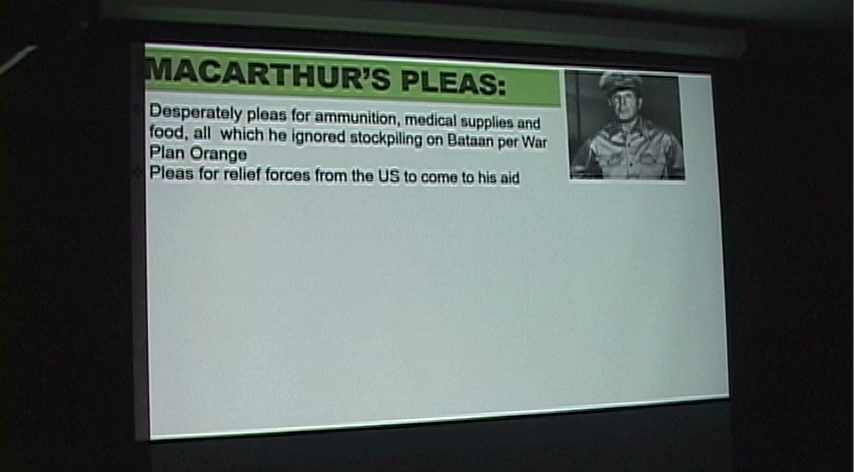 MACARTHUR'S PLEAS:
Desperately pleas for ammunition, medical supplies and
food, all which he ignored stockpiling on Bataan per War
Plan Orange
Pleas for relief forces from the US to come to his aid